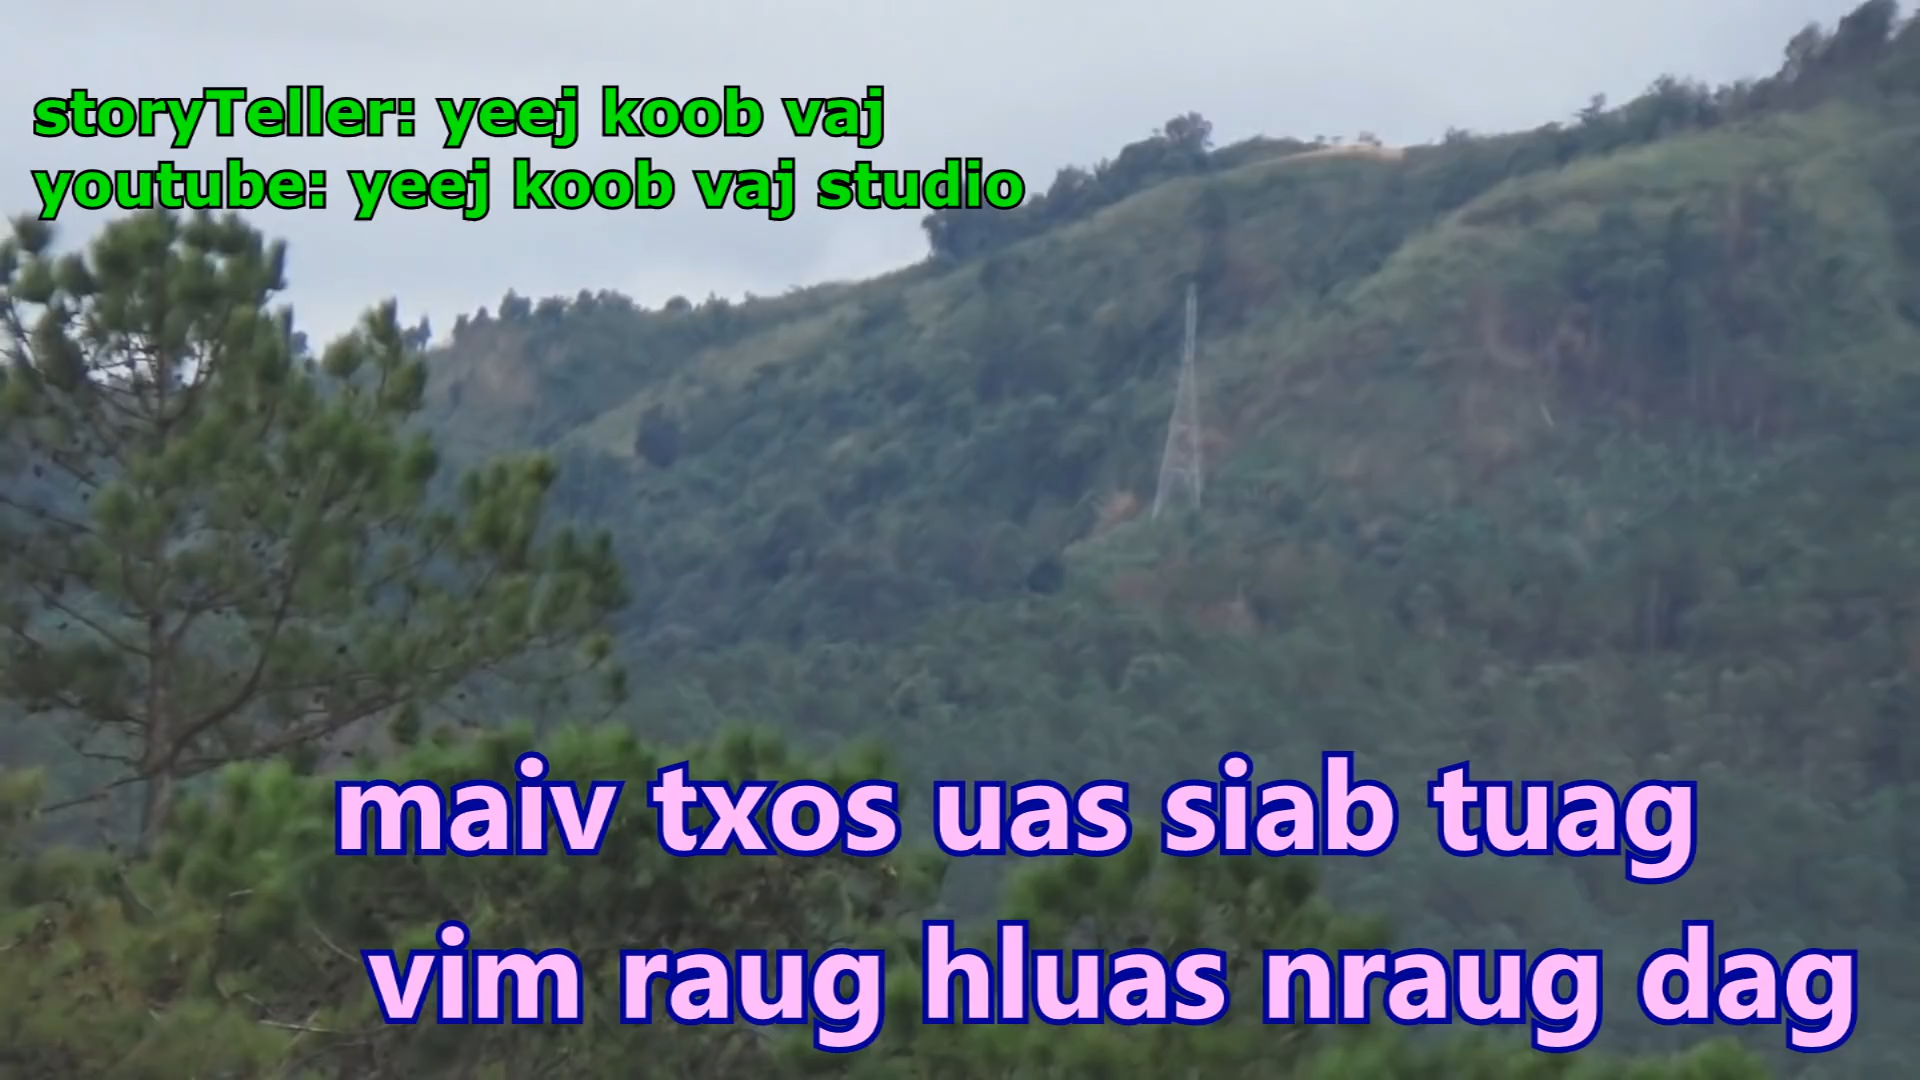 storyTeller: yeej koob vaj
youtube: yeej koob vaj studio
maiv txos uas siab tuag
vim raug hluas nraug dag